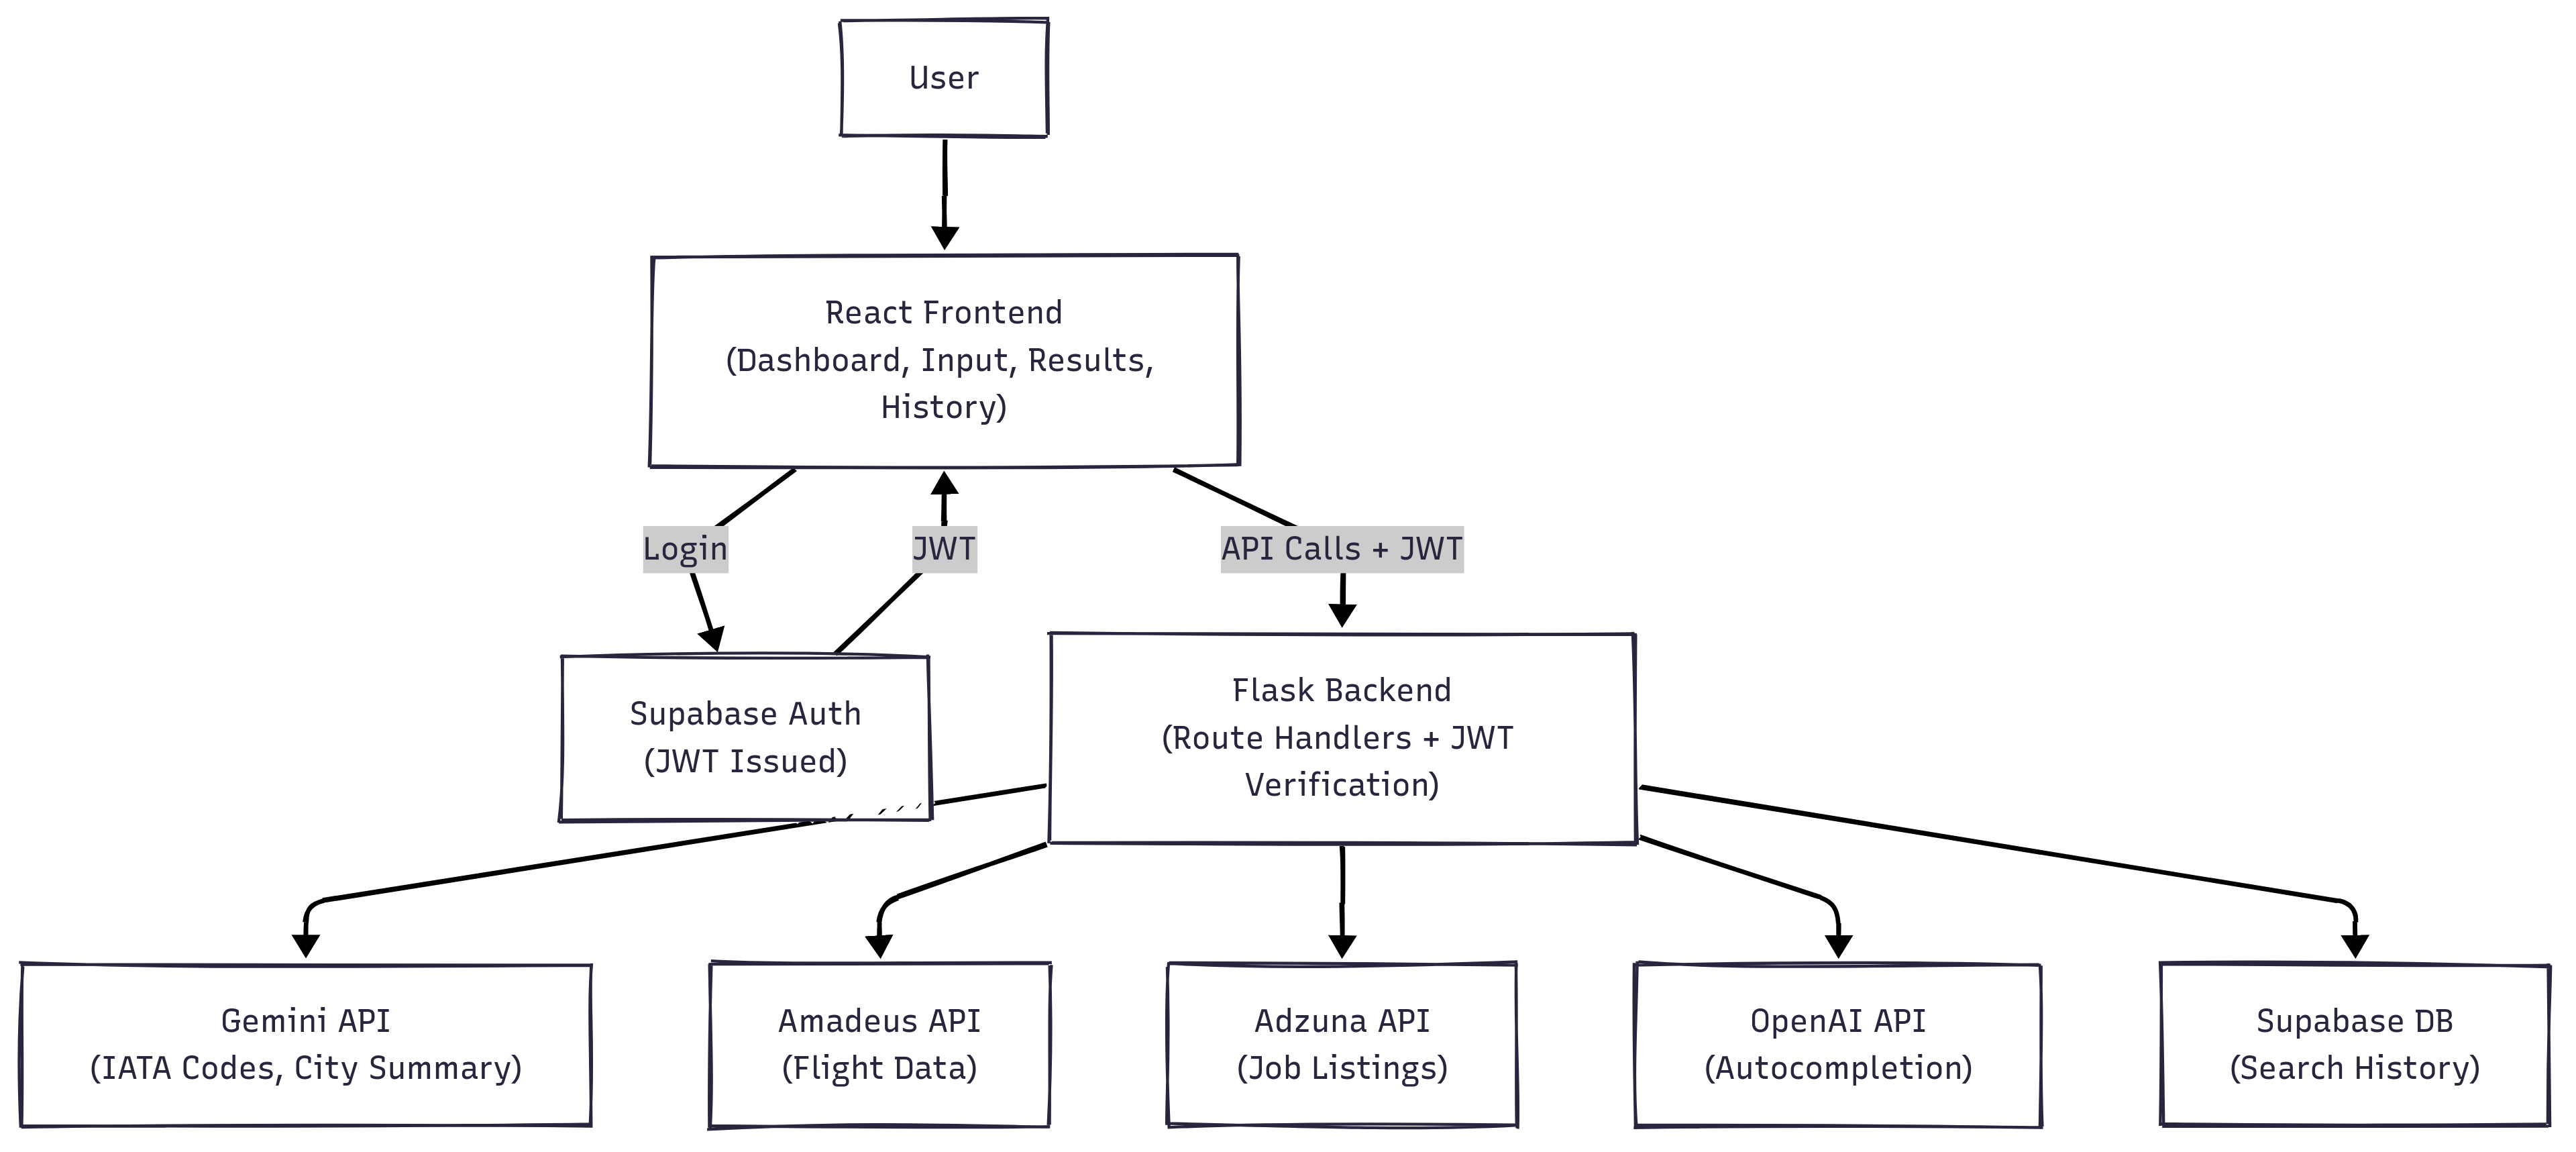 User
React Frontend
(Dashboard, Input, Results,
History)
Login
JWT
API Calls + JWT
Supabase Auth
(JWT Issued)
Flask Backend
(Route Handlers + JWT
Verification)
Gemini API
(IATA Codes, City Summary)
Amadeus API
(Flight Data)
Adzuna API
(Job Listings)
OpenAI API
(Autocompletion)
Supabase DB
(Search History)